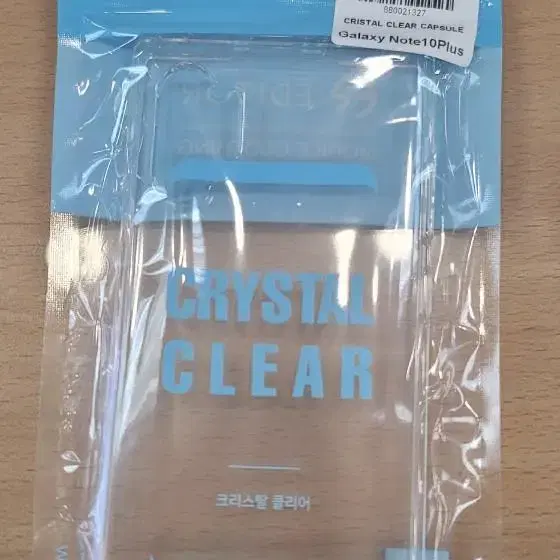 880021327
CRISTAL CLEAR CAPSULE
Galaxy Note10Plus
CRYSTAL
CLEAR
크리스탈 클리어